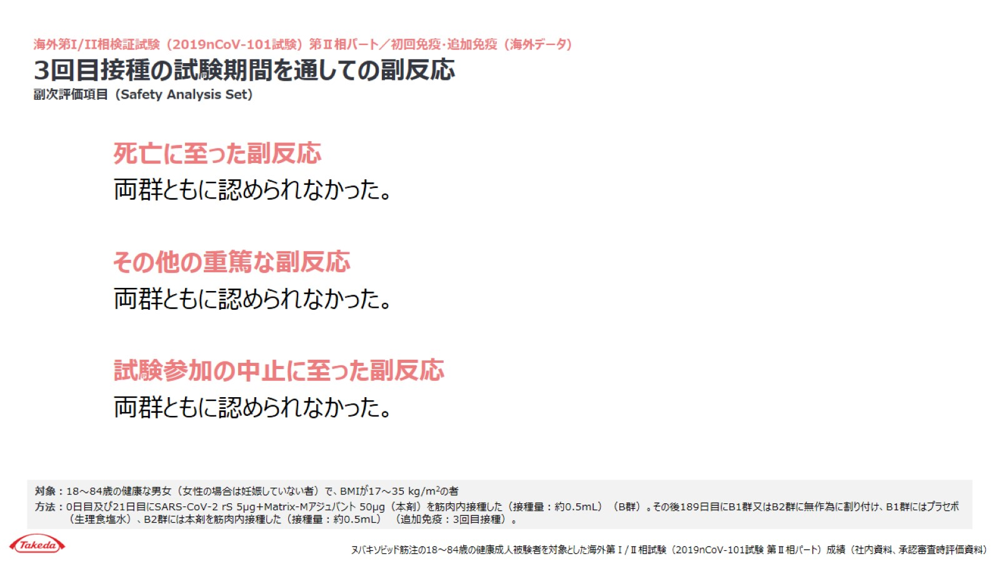 海外第I/II相検証試験（2019nCoV-101試験）第Ⅱ相パート／初回免疫・追加免疫（海外データ）
3回目接種の試験期間を通しての副反応
副次評価項目（Safety Analysis Set）
死亡に至った副反応
両群ともに認められなかった。
その他の重篤な副反応
両群ともに認められなかった。
試験参加の中止に至った副反応
両群ともに認められなかった。
対象：18～84歳の健康な男女（女性の場合は妊娠していない者）で、BMIが17～35 kg/m²の者
方法：0日目及び21日目にSARS-CoV-2 rS 5μg+Matrix-Mアジュバント 50μg（本剤）を筋肉内接種した（接種量：約0.5mL）（B群）。その後189日目にB1群又はB2群に無作為に割り付け、B1群にはプラセボ
（生理食塩水）、B2群には本剤を筋肉内接種した（接種量：約0.5mL）（追加免疫：3回目接種）。
Takeda
ヌバキソビッド筋注の18～84歳の健康成人被験者を対象とした海外第Ⅰ/Ⅱ相試験（2019nCoV-101試験 第Ⅱ相パート）成績（社内資料、承認審査時評価資料）